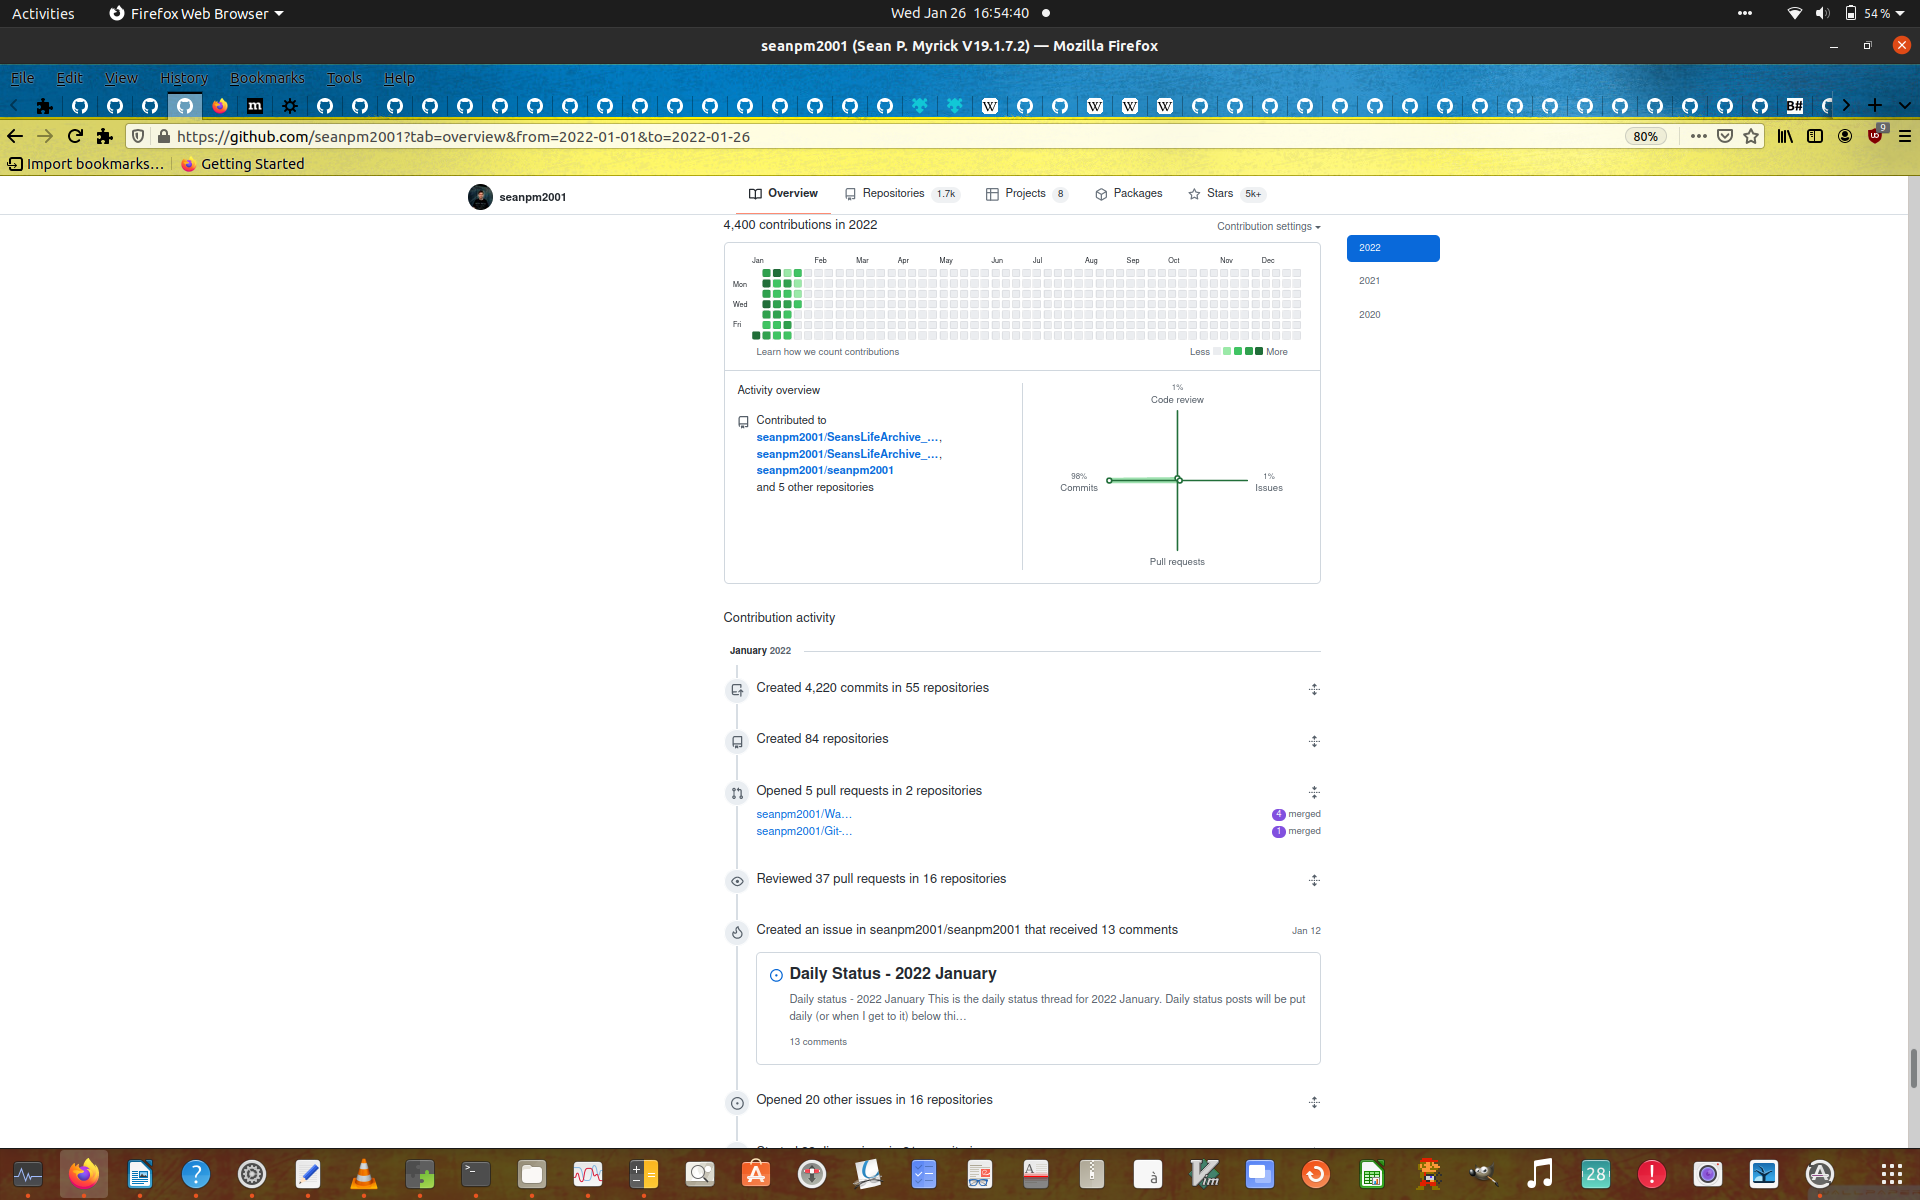 Activities
Firefox Web Browser
Wed Jan 26 16:54:40
54 %
seanpm2001 (Sean P. Myrick V19.1.7.2) — Mozilla Firefox
File Edit View History Bookmarks Tools Help
m
W
W
W
W
B#
https://github.com/seanpm2001?tab=overview&from=2022-01-01&to=2022-01-26
80%
9
Import bookmarks…
Getting Started
seanpm2001
Overview
Repositories 1.7k
Projects 8
Packages
Stars 5k+
4,400 contributions in 2022
Contribution settings
2022
2021
2020
Jan Feb Mar Apr May Jun Jul Aug Sep Oct Nov Dec
Mon
Wed
Fri
Learn how we count contributions
Less More
Activity overview
Contributed to
seanpm2001/SeansLifeArchive_…,
seanpm2001/SeansLifeArchive_…,
seanpm2001/seanpm2001
and 5 other repositories
1%
Code review
98%
Commits
1%
Issues
Pull requests
Contribution activity
January 2022
Created 4,220 commits in 55 repositories
Created 84 repositories
Opened 5 pull requests in 2 repositories
seanpm2001/Wa…
4 merged
seanpm2001/Git-…
1 merged
Reviewed 37 pull requests in 16 repositories
Created an issue in seanpm2001/seanpm2001 that received 13 comments
Jan 12
Daily Status - 2022 January
Daily status - 2022 January This is the daily status thread for 2022 January. Daily status posts will be put
daily (or when I get to it) below thi…
13 comments
Opened 20 other issues in 16 repositories
28